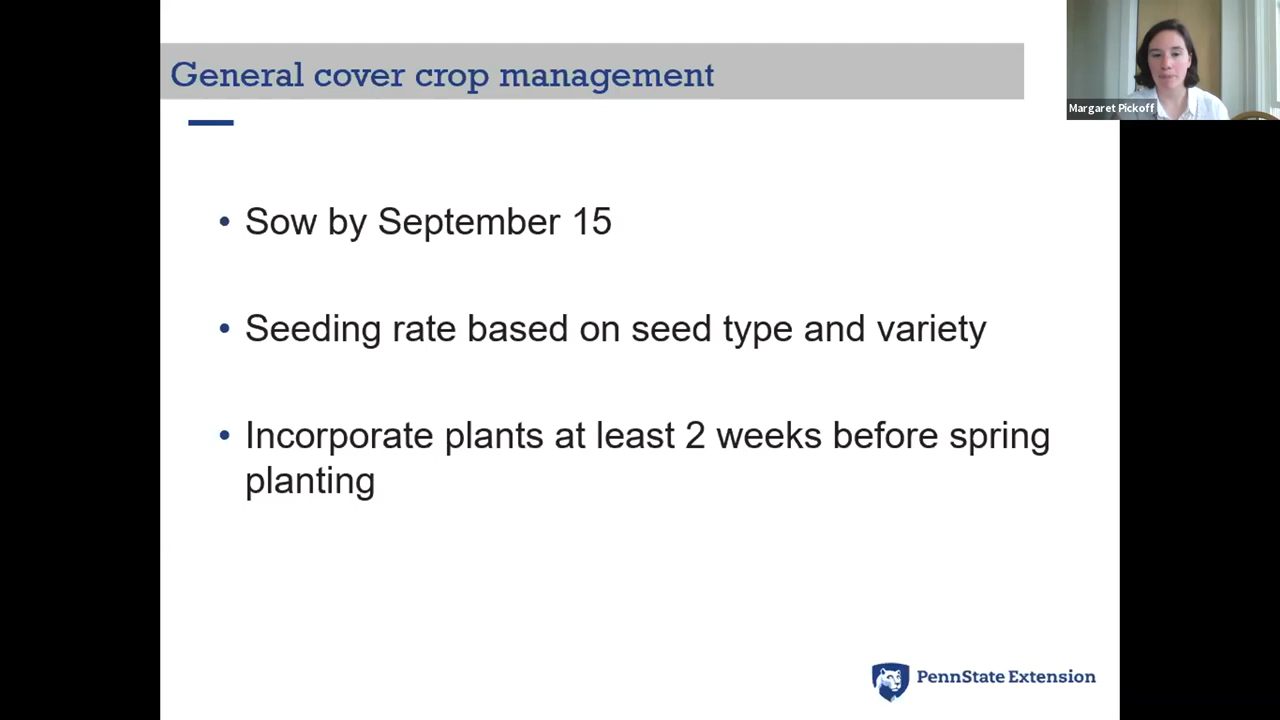 General cover crop management
Margaret Pickoff
• Sow by September 15
• Seeding rate based on seed type and variety
• Incorporate plants at least 2 weeks before spring
planting
PennState Extension